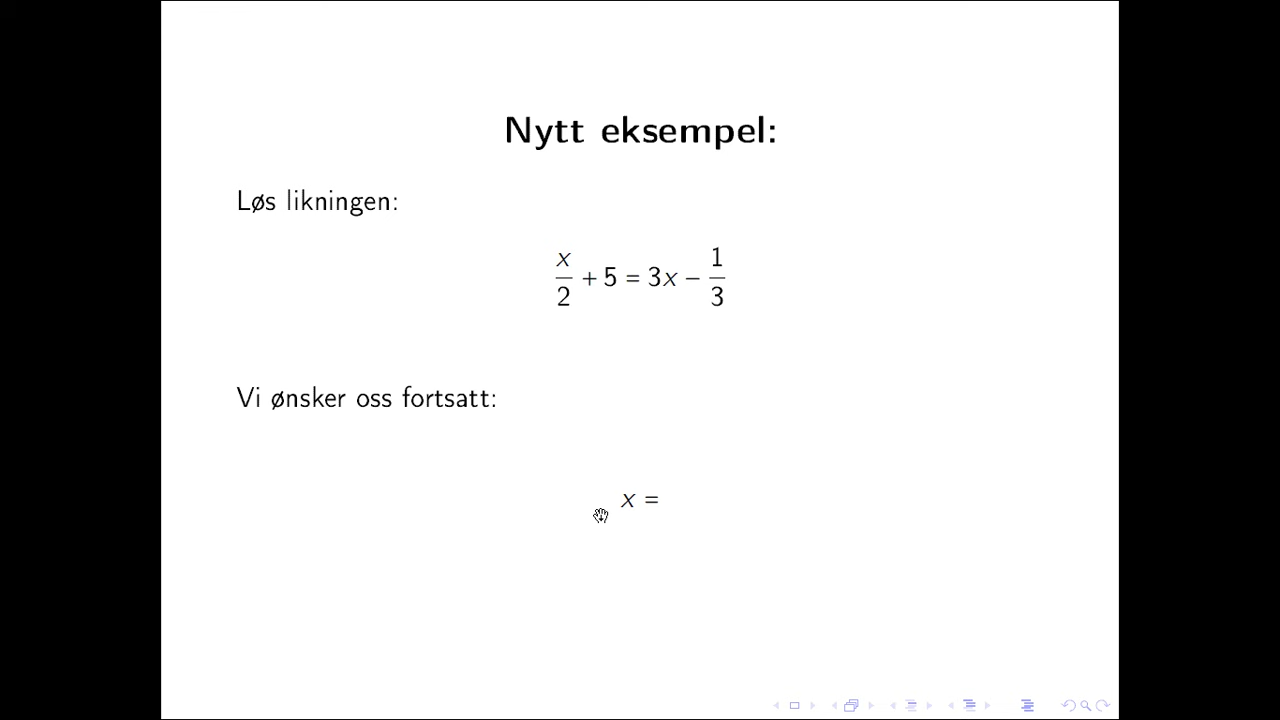 Nytt eksempel:
Løs likningen:
x/2 + 5 = 3x − 1/3
Vi ønsker oss fortsatt:
x =